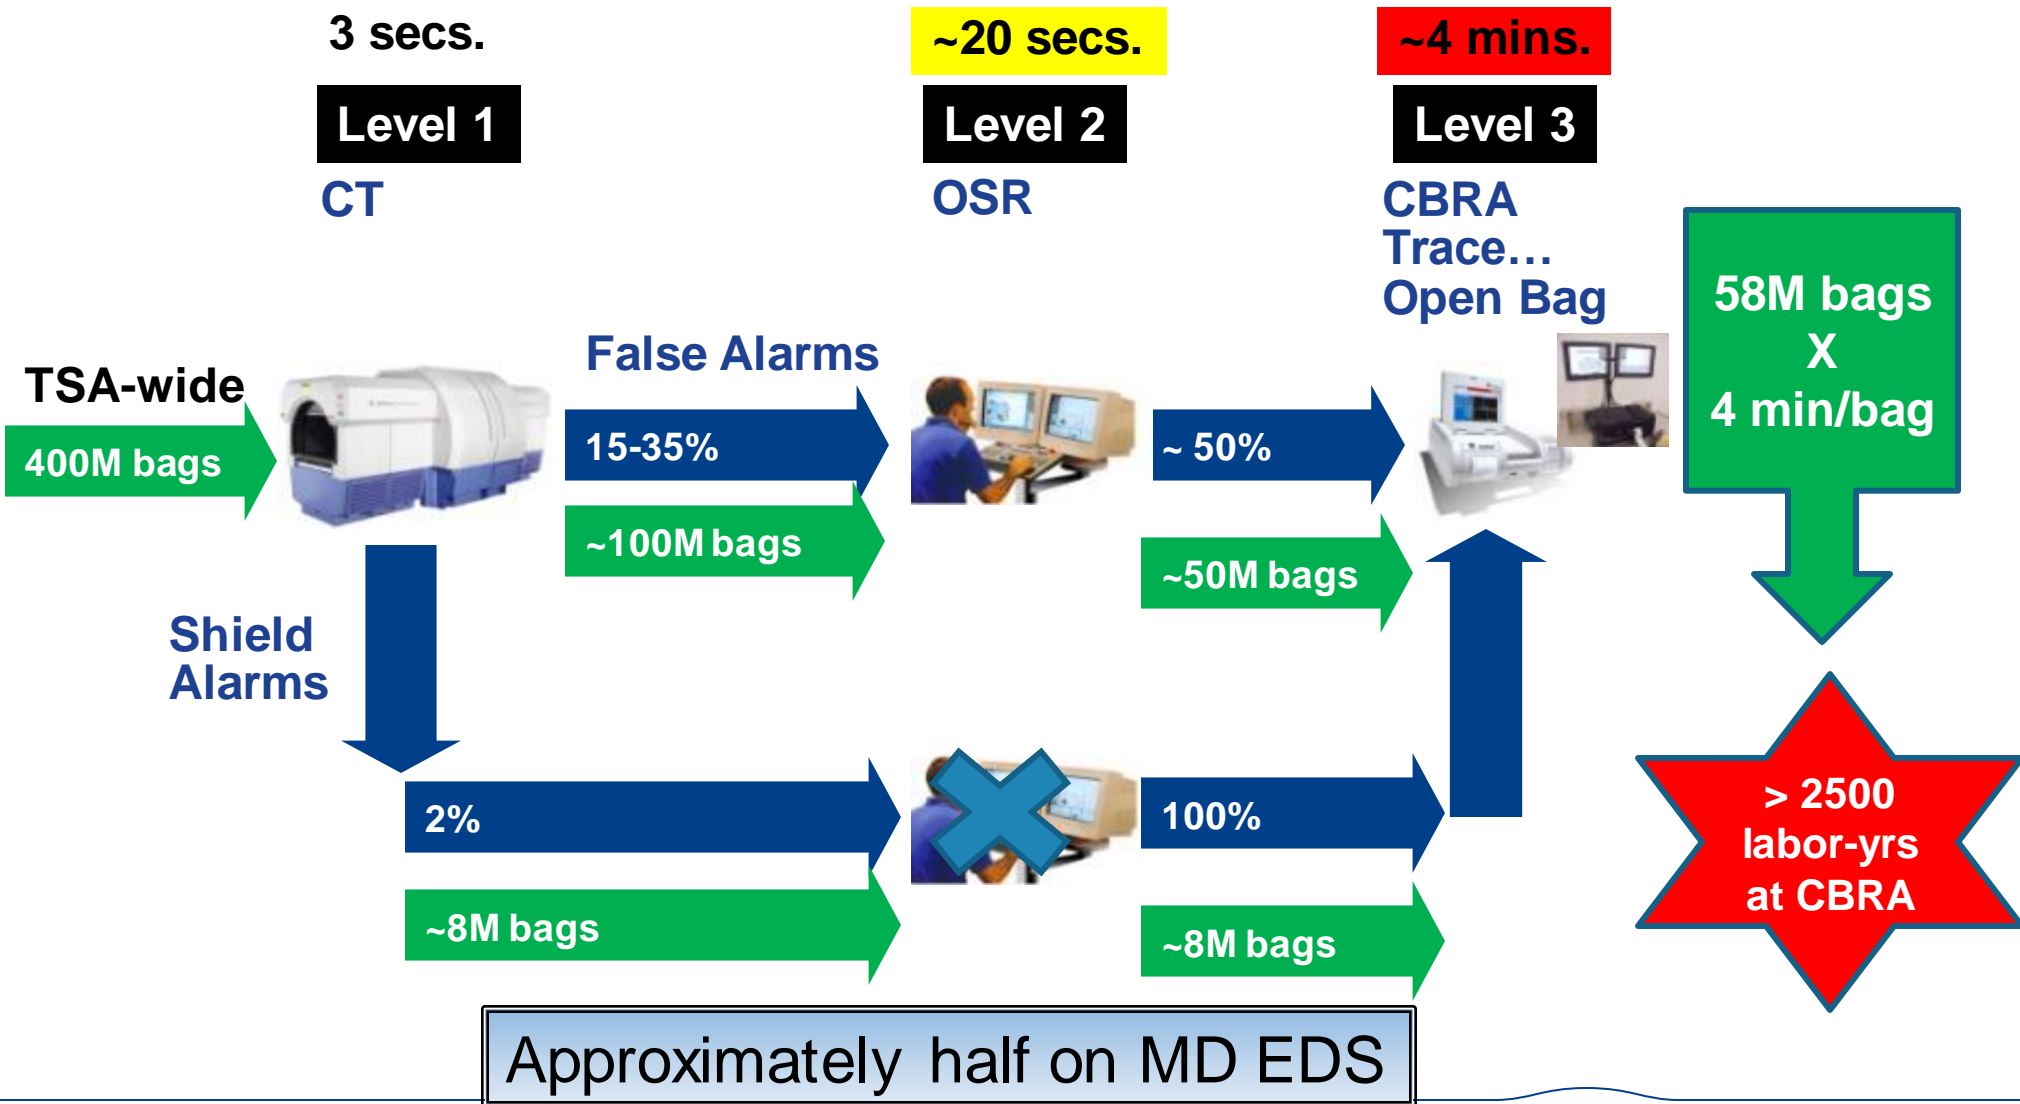 3 secs.
~20 secs.
~4 mins.
Level 1
Level 2
Level 3
CT
OSR
CBRA
Trace…
Open Bag
58M bags
X
4 min/bag
False Alarms
TSA-wide
400M bags
15-35%
~ 50%
~100M bags
~50M bags
Shield
Alarms
2%
100%
~8M bags
~8M bags
> 2500
labor-yrs
at CBRA
Approximately half on MD EDS